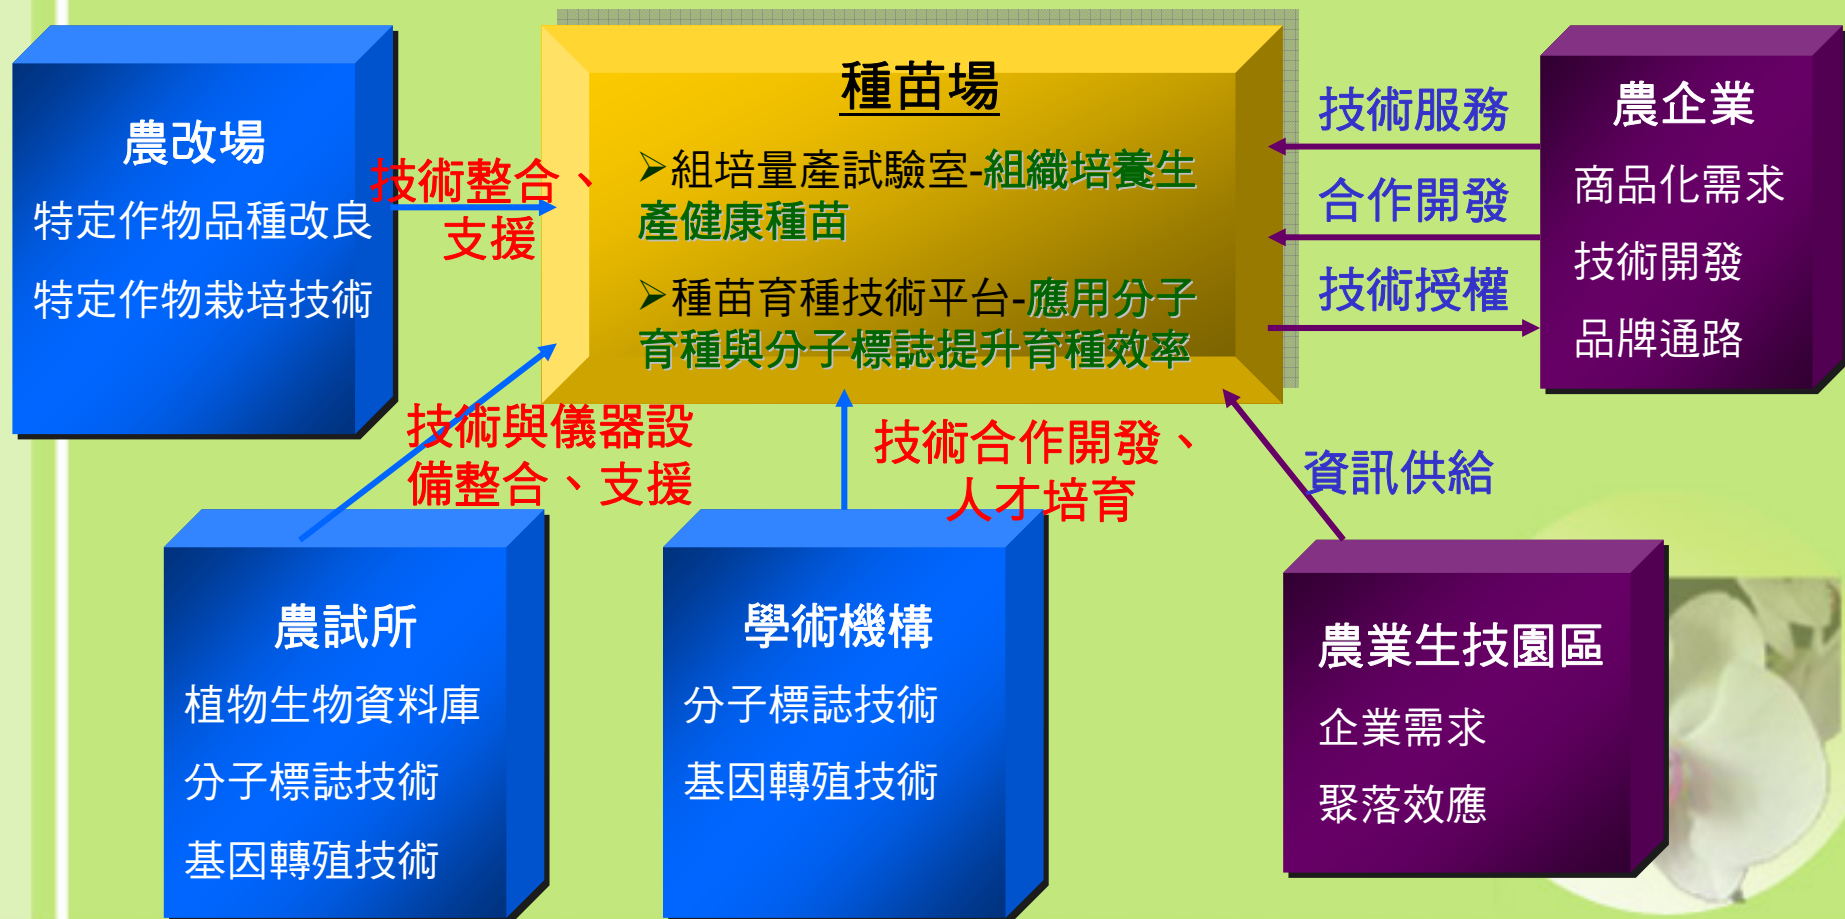 種苗場
➢組培量產試驗室-組織培養生
產健康種苗
➢種苗育種技術平台-應用分子
育種與分子標誌提升育種效率
農改場
特定作物品種改良
特定作物栽培技術
技術整合、
支援
技術服務
合作開發
技術授權
農企業
商品化需求
技術開發
品牌通路
技術與儀器設
備整合、支援
技術合作開發、
人才培育
資訊供給
農試所
植物生物資料庫
分子標誌技術
基因轉殖技術
學術機構
分子標誌技術
基因轉殖技術
農業生技園區
企業需求
聚落效應